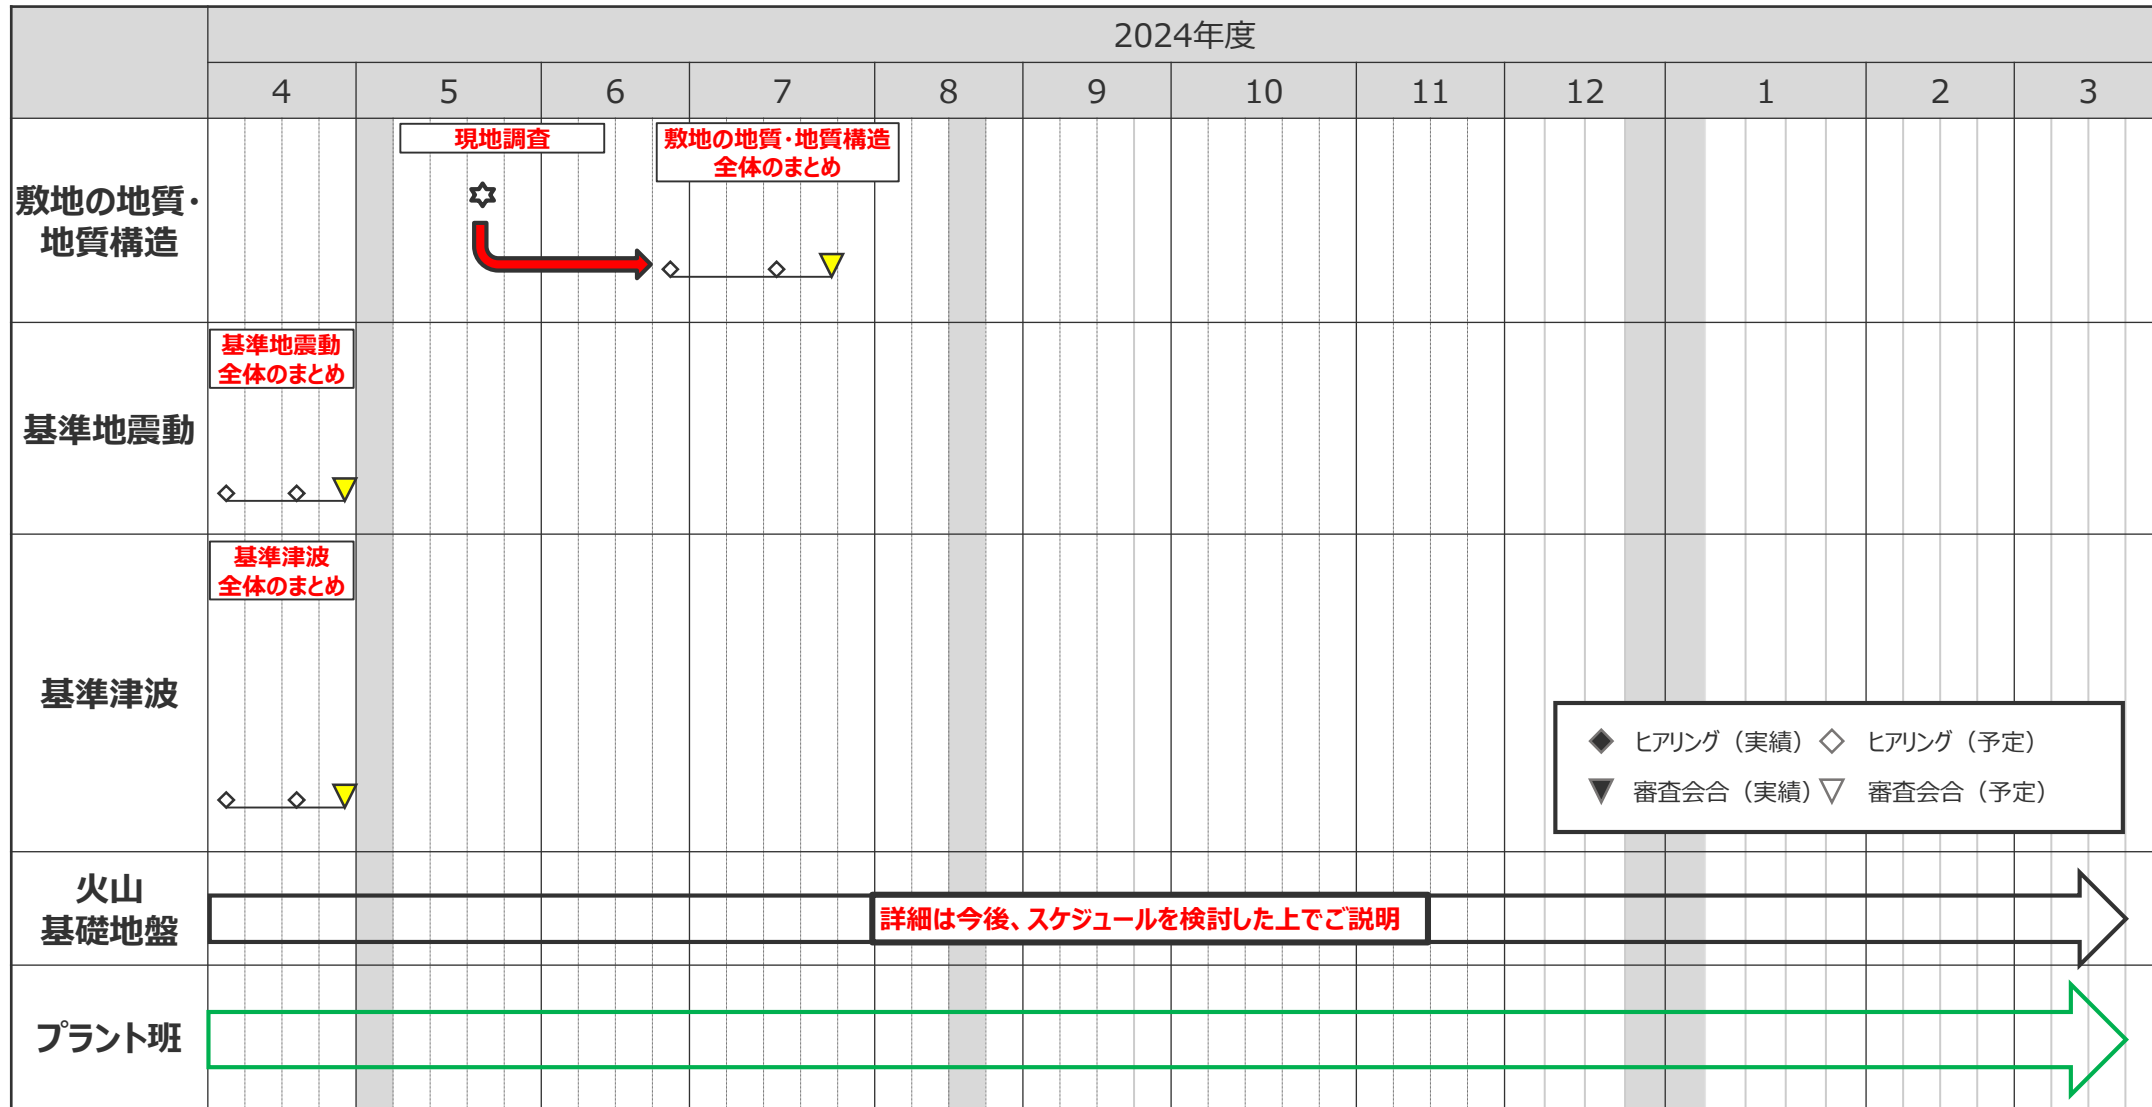 2024年度
4
5
6
7
8
9
10
11
12
1
2
3
敷地の地質・
地質構造
現地調査
敷地の地質・地質構造
全体のまとめ
基準地震動
基準地震動
全体のまとめ
基準津波
基準津波
全体のまとめ
ヒアリング（実績）
ヒアリング（予定）
審査会合（実績）
審査会合（予定）
火山
基礎地盤
詳細は今後、スケジュールを検討した上でご説明
プラント班